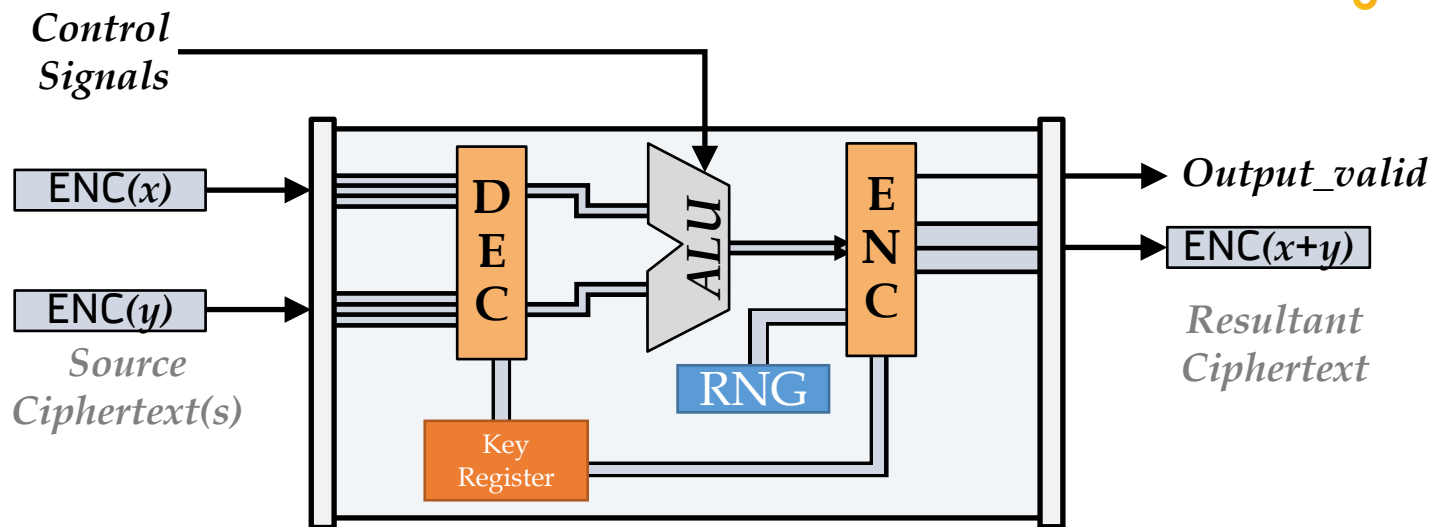 Control
Signals
ENC(x)
ENC(y)
Source
Ciphertext(s)
D
E
C
ALU
E
N
C
RNG
Key
Register
Output_valid
ENC(x+y)
Resultant
Ciphertext